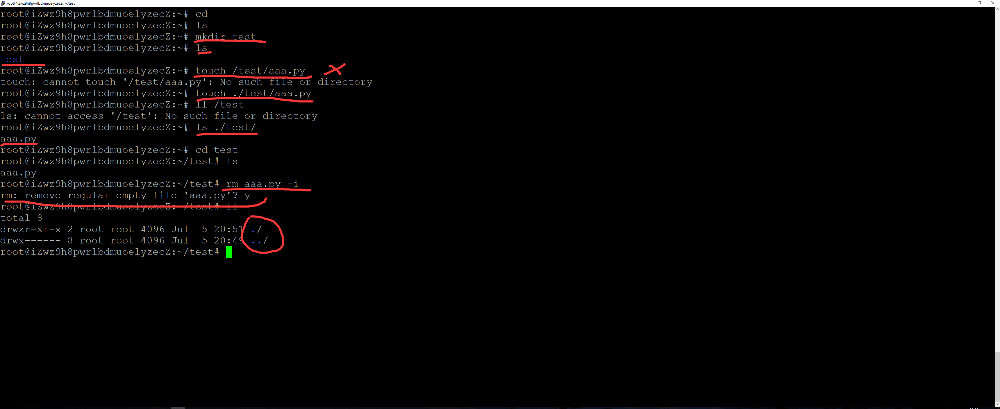 root@iZwz9h8pwrlbdmuoelyzecZ: ~/test
root@iZwz9h8pwrlbdmuoelyzecZ:~# cd
root@iZwz9h8pwrlbdmuoelyzecZ:~# ls
root@iZwz9h8pwrlbdmuoelyzecZ:~# mkdir test
root@iZwz9h8pwrlbdmuoelyzecZ:~# ls
test
root@iZwz9h8pwrlbdmuoelyzecZ:~# touch /test/aaa.py
touch: cannot touch '/test/aaa.py': No such file or directory
root@iZwz9h8pwrlbdmuoelyzecZ:~# touch ./test/aaa.py
root@iZwz9h8pwrlbdmuoelyzecZ:~# ll /test
ls: cannot access '/test': No such file or directory
root@iZwz9h8pwrlbdmuoelyzecZ:~# ls ./test/
aaa.py
root@iZwz9h8pwrlbdmuoelyzecZ:~# cd test
root@iZwz9h8pwrlbdmuoelyzecZ:~/test# ls
aaa.py
root@iZwz9h8pwrlbdmuoelyzecZ:~/test# rm aaa.py -i
rm: remove regular empty file 'aaa.py'? y
root@iZwz9h8pwrlbdmuoelyzecZ:~/test# ll
total 8
drwxr-xr-x 2 root root 4096 Jul  5 20:51 ./
drwx------ 8 root root 4096 Jul  5 20:49 ../
root@iZwz9h8pwrlbdmuoelyzecZ:~/test#